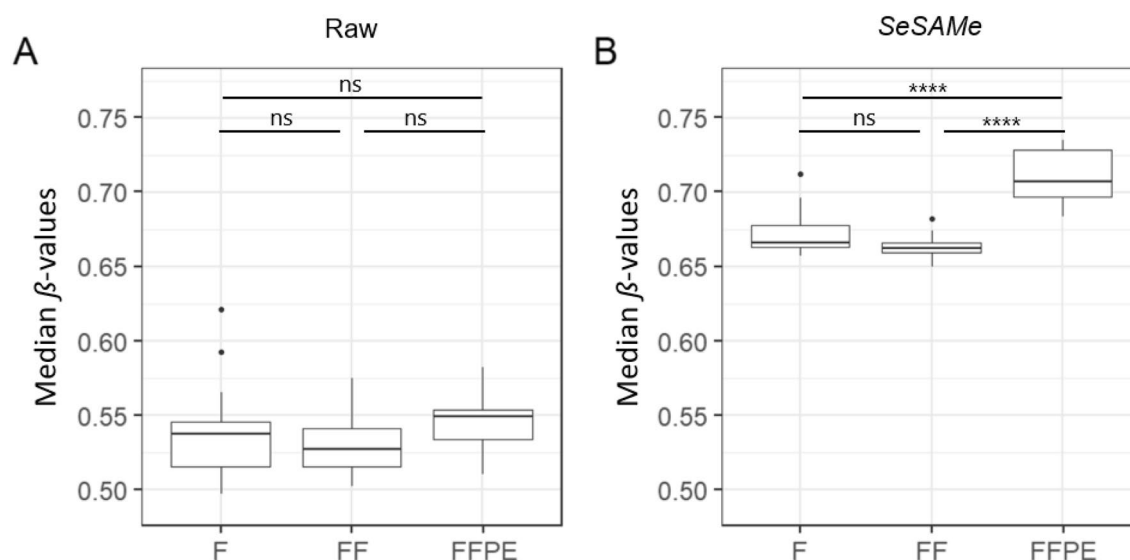 A
Raw
Median ß-values
0.75
0.70
0.65
0.60
0.55
0.50
ns
ns
ns
F
FF
FFPE
B
SeSAMe
Median ß-values
0.75
0.70
0.65
0.60
0.55
0.50
****
ns
****
F
FF
FFPE